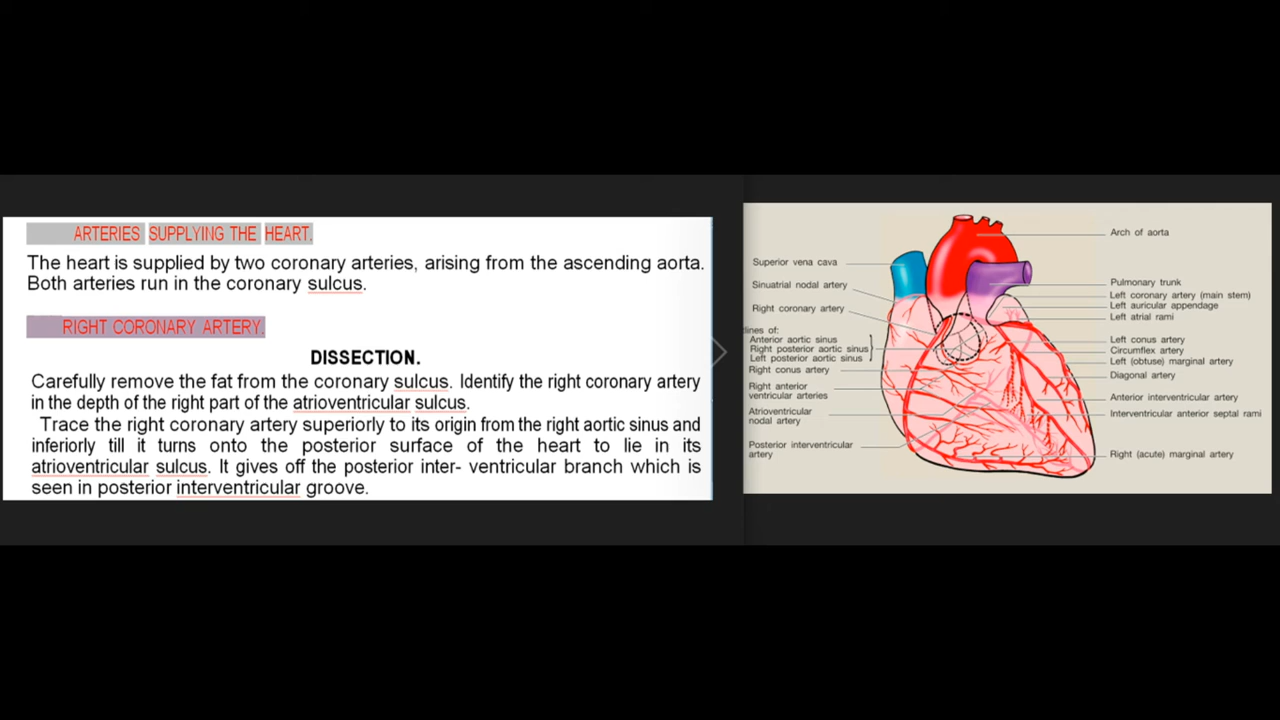 ARTERIES SUPPLYING THE HEART.
The heart is supplied by two coronary arteries, arising from the ascending aorta.
Both arteries run in the coronary sulcus.
RIGHT CORONARY ARTERY.
DISSECTION.
Carefully remove the fat from the coronary sulcus. Identify the right coronary artery
in the depth of the right part of the atrioventricular sulcus.
Trace the right coronary artery superiorly to its origin from the right aortic sinus and
inferiorly till it turns onto the posterior surface of the heart to lie in its
atrioventricular sulcus. It gives off the posterior inter- ventricular branch which is
seen in posterior interventricular groove.
Superior vena cava
Sinuatrial nodal artery
Right coronary artery
of:
Anterior aortic sinus
Right posterior aortic sinus
Left posterior aortic sinus
Right conus artery
Right anterior
ventricular arteries
Atrioventricular
nodal artery
Posterior interventricular
artery
Arch of aorta
Pulmonary trunk
Left coronary artery (main stem)
Left auricular appendage
Left atrial rami
Left conus artery
Circumflex artery
Left (obtuse) marginal artery
Diagonal artery
Anterior interventricular artery
Interventricular anterior septal rami
Right (acute) marginal artery